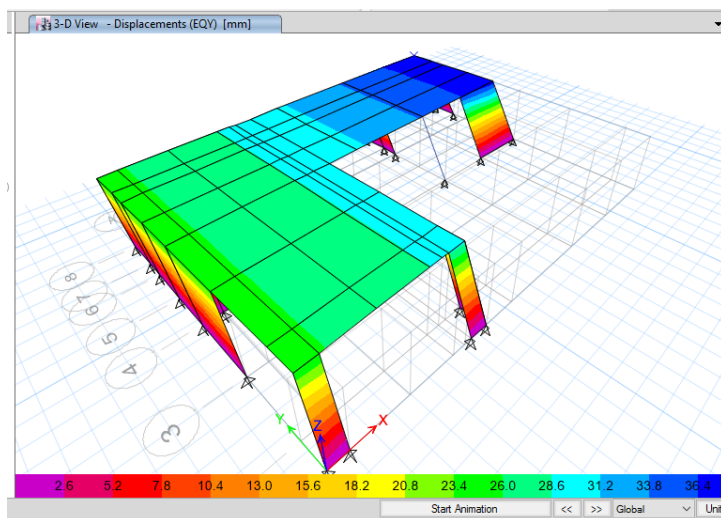 3-D View - Displacements (EQY) [mm]
8
7
6
5
4
3
Y
Z
X
2.6 5.2 7.8 10.4 13.0 15.6 18.2 20.8 23.4 26.0 28.6 31.2 33.8 36.4
Start Animation << >> Global Uni